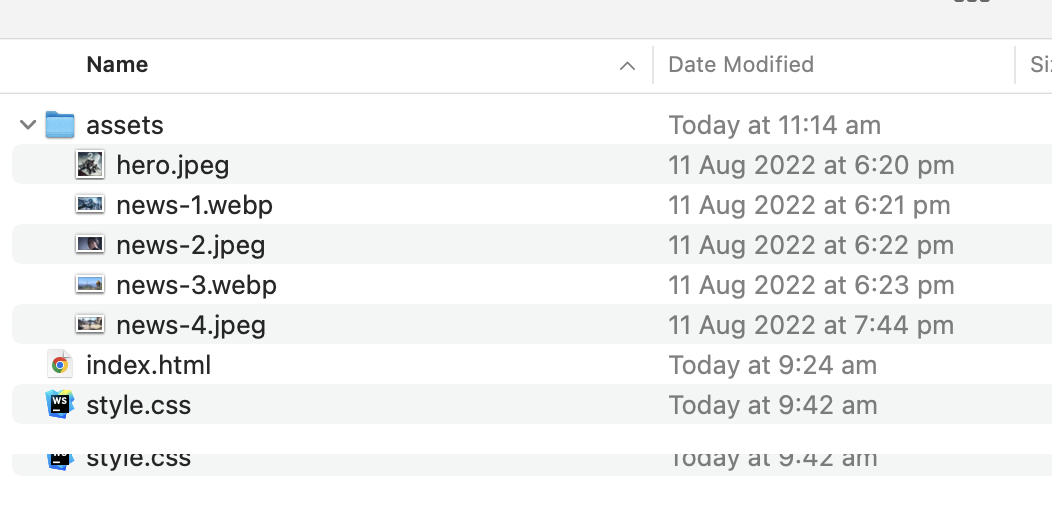 Name Date Modified Si
assets Today at 11:14 am
hero.jpeg 11 Aug 2022 at 6:20 pm
news-1.webp 11 Aug 2022 at 6:21 pm
news-2.jpeg 11 Aug 2022 at 6:22 pm
news-3.webp 11 Aug 2022 at 6:23 pm
news-4.jpeg 11 Aug 2022 at 7:44 pm
index.html Today at 9:24 am
WS style.css Today at 9:42 am
style.css Today at 9:42 am